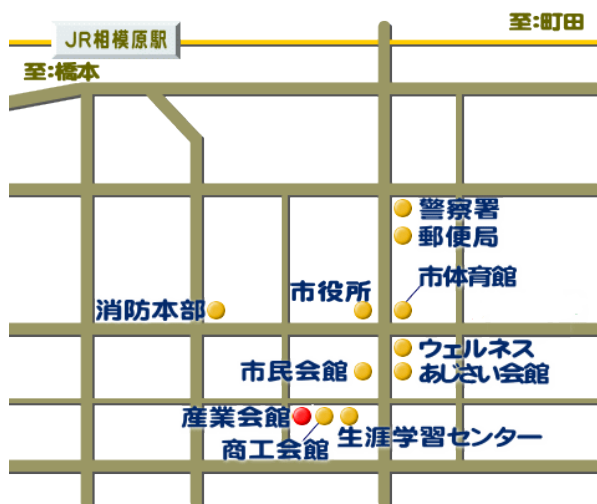 至:町田
JR相模原駅
至:橋本
警察署
郵便局
市体育館
市役所
消防本部
ウェルネス
市民会館
あじさい会館
産業会館
商工会館
生涯学習センター